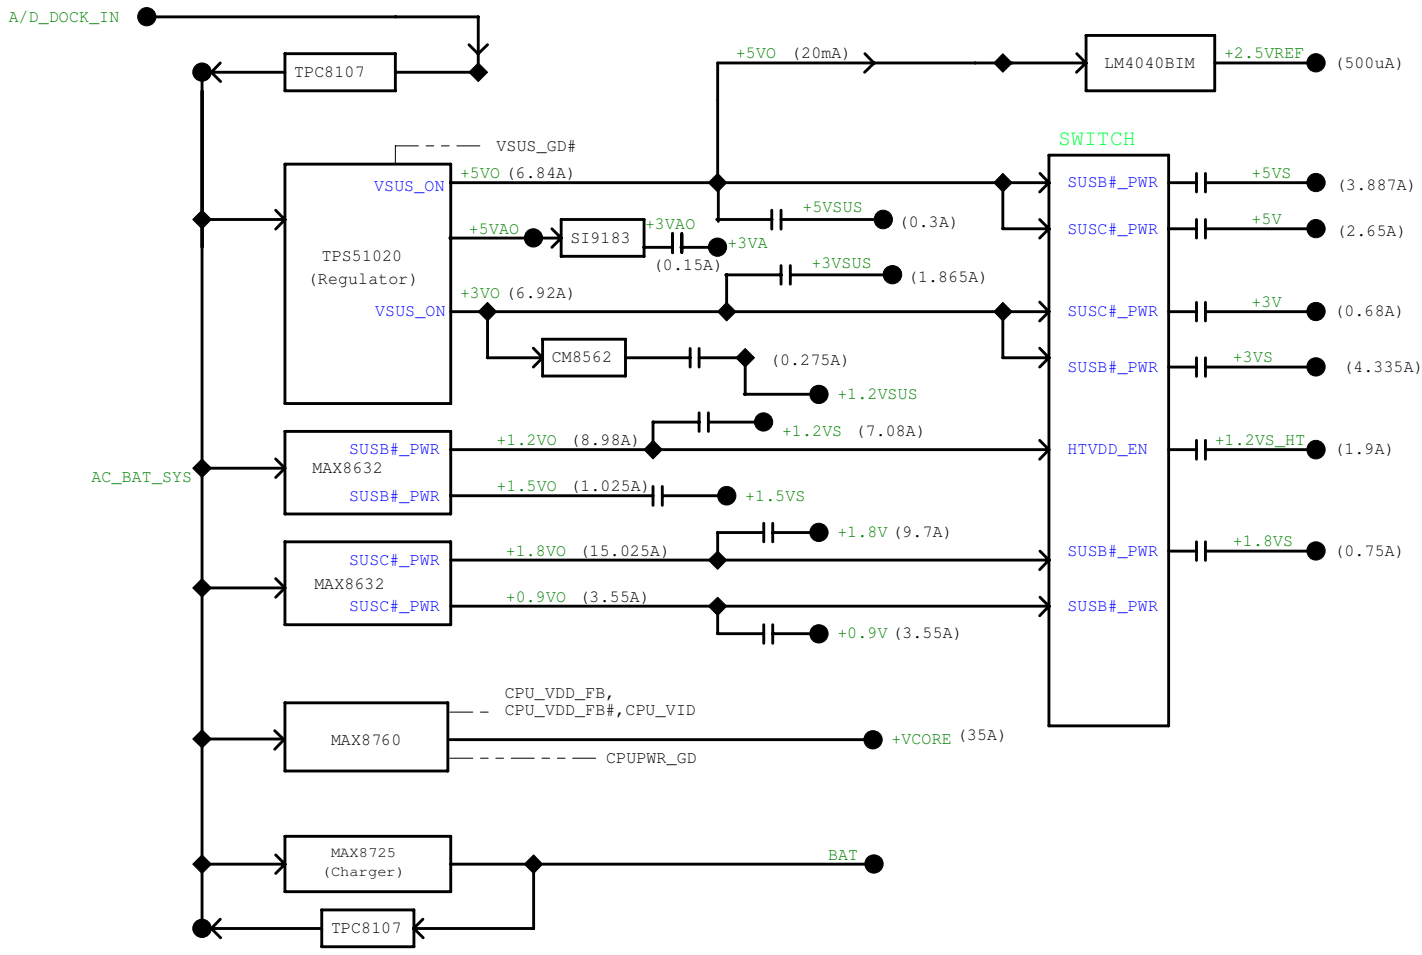 A/D_DOCK_IN
TPC8107
+5VO (20mA)
LM4040BIM
+2.5VREF
(500uA)
SWITCH
VSUS_GD#
VSUS_ON
+5VO (6.84A)
SUSB#_PWR
+5VS
(3.887A)
+5VSUS
(0.3A)
SUSC#_PWR
+5V
(2.65A)
+5VAO
SI9183
+3VAO
+3VA
(0.15A)
TPS51020
(Regulator)
+3VSUS
(1.865A)
VSUS_ON
+3VO (6.92A)
SUSC#_PWR
+3V
(0.68A)
CM8562
(0.275A)
SUSB#_PWR
+3VS
(4.335A)
+1.2VSUS
SUSB#_PWR
MAX8632
SUSB#_PWR
+1.2VO (8.98A)
+1.2VS (7.08A)
HTVDD_EN
+1.2VS_HT
(1.9A)
AC_BAT_SYS
+1.5VO (1.025A)
+1.5VS
+1.8V (9.7A)
SUSC#_PWR
MAX8632
SUSC#_PWR
+1.8VO (15.025A)
SUSB#_PWR
+1.8VS
(0.75A)
+0.9VO (3.55A)
SUSB#_PWR
+0.9V (3.55A)
CPU_VDD_FB,
CPU_VDD_FB#,CPU_VID
MAX8760
+VCORE (35A)
CPUPWR_GD
MAX8725
(Charger)
BAT
TPC8107